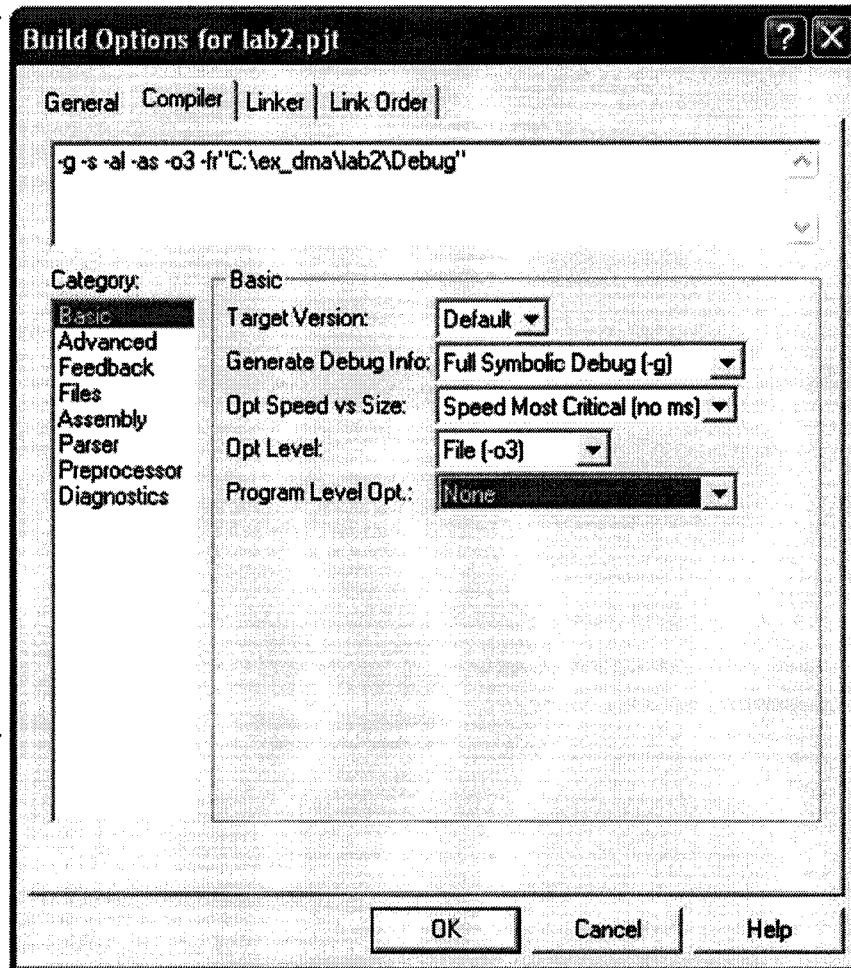 Build Options for lab2.pjt
General Compiler Linker Link Order
-g -s -al -as -o3 -fr"C:\ex_dma\lab2\Debug"
Category:
Basic
Advanced
Feedback
Files
Assembly
Parser
Preprocessor
Diagnostics
Basic
Target Version: Default
Generate Debug Info: Full Symbolic Debug (-g)
Opt Speed vs Size: Speed Most Critical (no ms)
Opt Level: File (-o3)
Program Level Opt.: None
OK Cancel Help